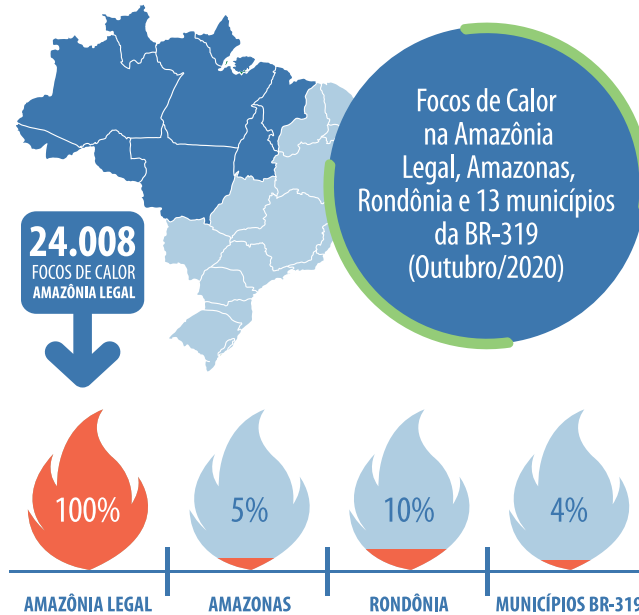 Focos de Calor
na Amazônia
Legal, Amazonas,
Rondônia e 13 municípios
da BR-319
(Outubro/2020)
24.008
FOCOS DE CALOR
AMAZÔNIA LEGAL
100%
5%
10%
4%
AMAZÔNIA LEGAL
AMAZONAS
RONDÔNIA
MUNICÍPIOS BR-319